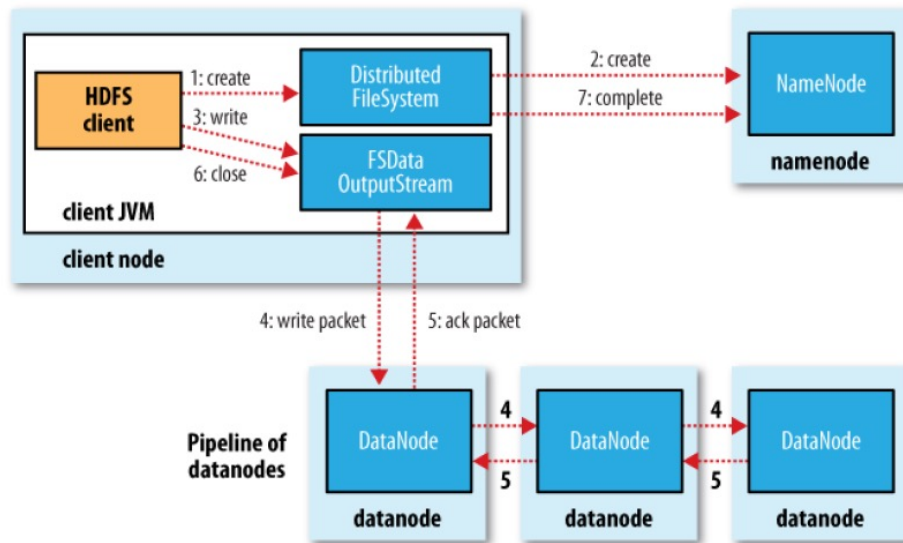 HDFS
client
1: create
3: write
6: close
Distributed
FileSystem
FSData
OutputStream
client JVM
client node
2: create
7: complete
NameNode
namenode
4: write packet
5: ack packet
Pipeline of
datanodes
DataNode
datanode
4
5
DataNode
datanode
4
5
DataNode
datanode